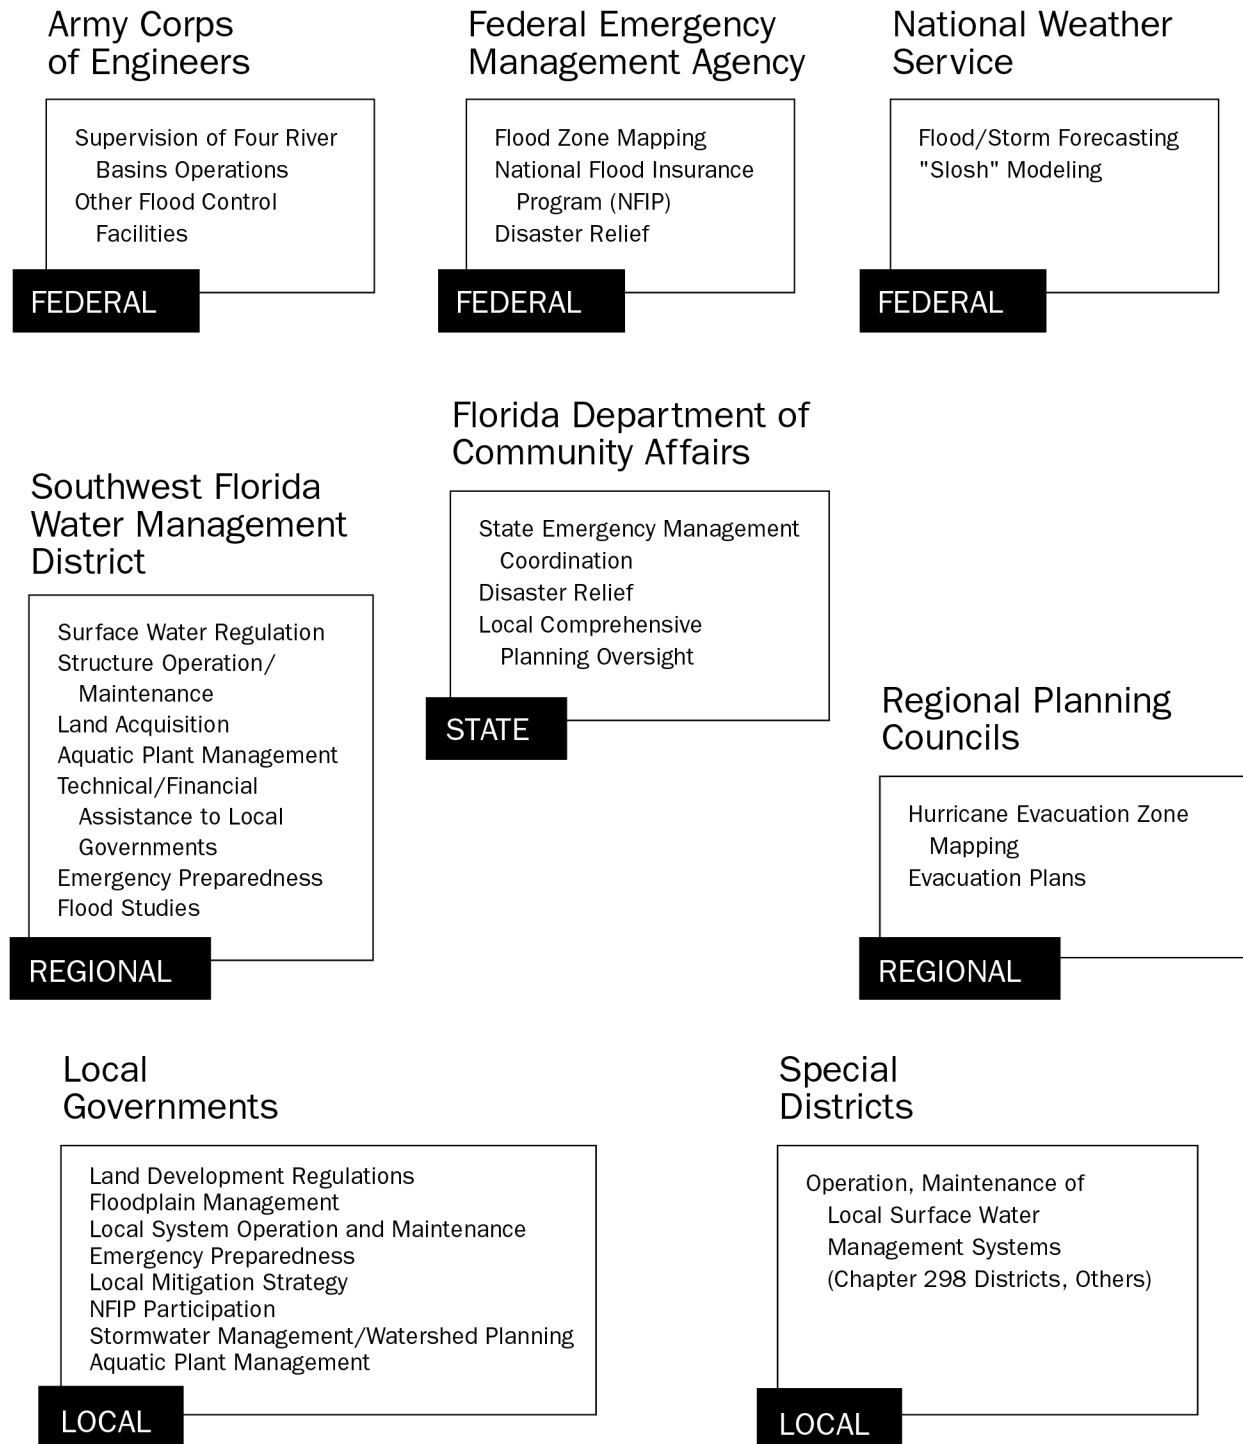 Army Corps
of Engineers
Supervision of Four River
Basins Operations
Other Flood Control
Facilities
FEDERAL
Federal Emergency
Management Agency
Flood Zone Mapping
National Flood Insurance
Program (NFIP)
Disaster Relief
FEDERAL
National Weather
Service
Flood/Storm Forecasting
"Slosh" Modeling
FEDERAL
Southwest Florida
Water Management
District
Surface Water Regulation
Structure Operation/
Maintenance
Land Acquisition
Aquatic Plant Management
Technical/Financial
Assistance to Local
Governments
Emergency Preparedness
Flood Studies
REGIONAL
Florida Department of
Community Affairs
State Emergency Management
Coordination
Disaster Relief
Local Comprehensive
Planning Oversight
STATE
Regional Planning
Councils
Hurricane Evacuation Zone
Mapping
Evacuation Plans
REGIONAL
Local
Governments
Land Development Regulations
Floodplain Management
Local System Operation and Maintenance
Emergency Preparedness
Local Mitigation Strategy
NFIP Participation
Stormwater Management/Watershed Planning
Aquatic Plant Management
LOCAL
Special
Districts
Operation, Maintenance of
Local Surface Water
Management Systems
(Chapter 298 Districts, Others)
LOCAL